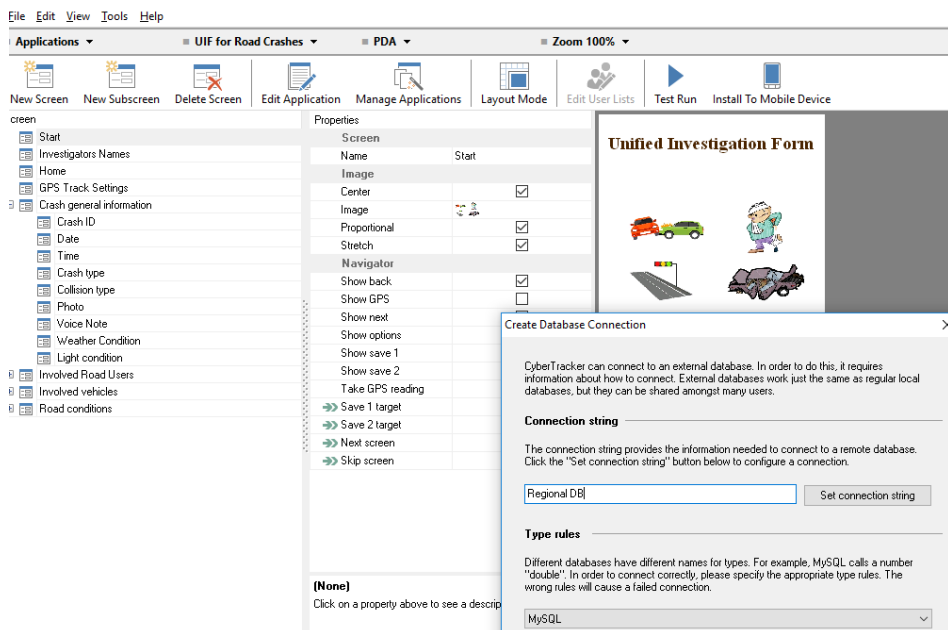 File Edit View Tools Help
Applications UIF for Road Crashes PDA Zoom 100%
New Screen New Subscreen Delete Screen Edit Application Manage Applications Layout Mode Edit User Lists Test Run Install To Mobile Device
creen
Start
Investigators Names
Home
GPS Track Settings
Crash general information
Crash ID
Date
Time
Crash type
Collision type
Photo
Voice Note
Weather Condition
Light condition
Involved Road Users
Involved vehicles
Road conditions
Properties
Screen
Name Start
Image
Center
Image
Proportional
Stretch
Navigator
Show back
Show GPS
Show next
Show options
Show save 1
Show save 2
Take GPS reading
Save 1 target
Save 2 target
Next screen
Skip screen
(None)
Click on a property above to see a descrip
Unified Investigation Form
Create Database Connection
CyberTracker can connect to an external database. In order to do this, it requires
information about how to connect. External databases work just the same as regular local
databases, but they can be shared amongst many users.
Connection string
The connection string provides the information needed to connect to a remote database.
Click the "Set connection string" button below to configure a connection.
Regional DB
Set connection string
Type rules
Different databases have different names for types. For example, MySQL calls a number
"double". In order to connect correctly, please specify the appropriate type rules. The
wrong rules will cause a failed connection.
MySQL